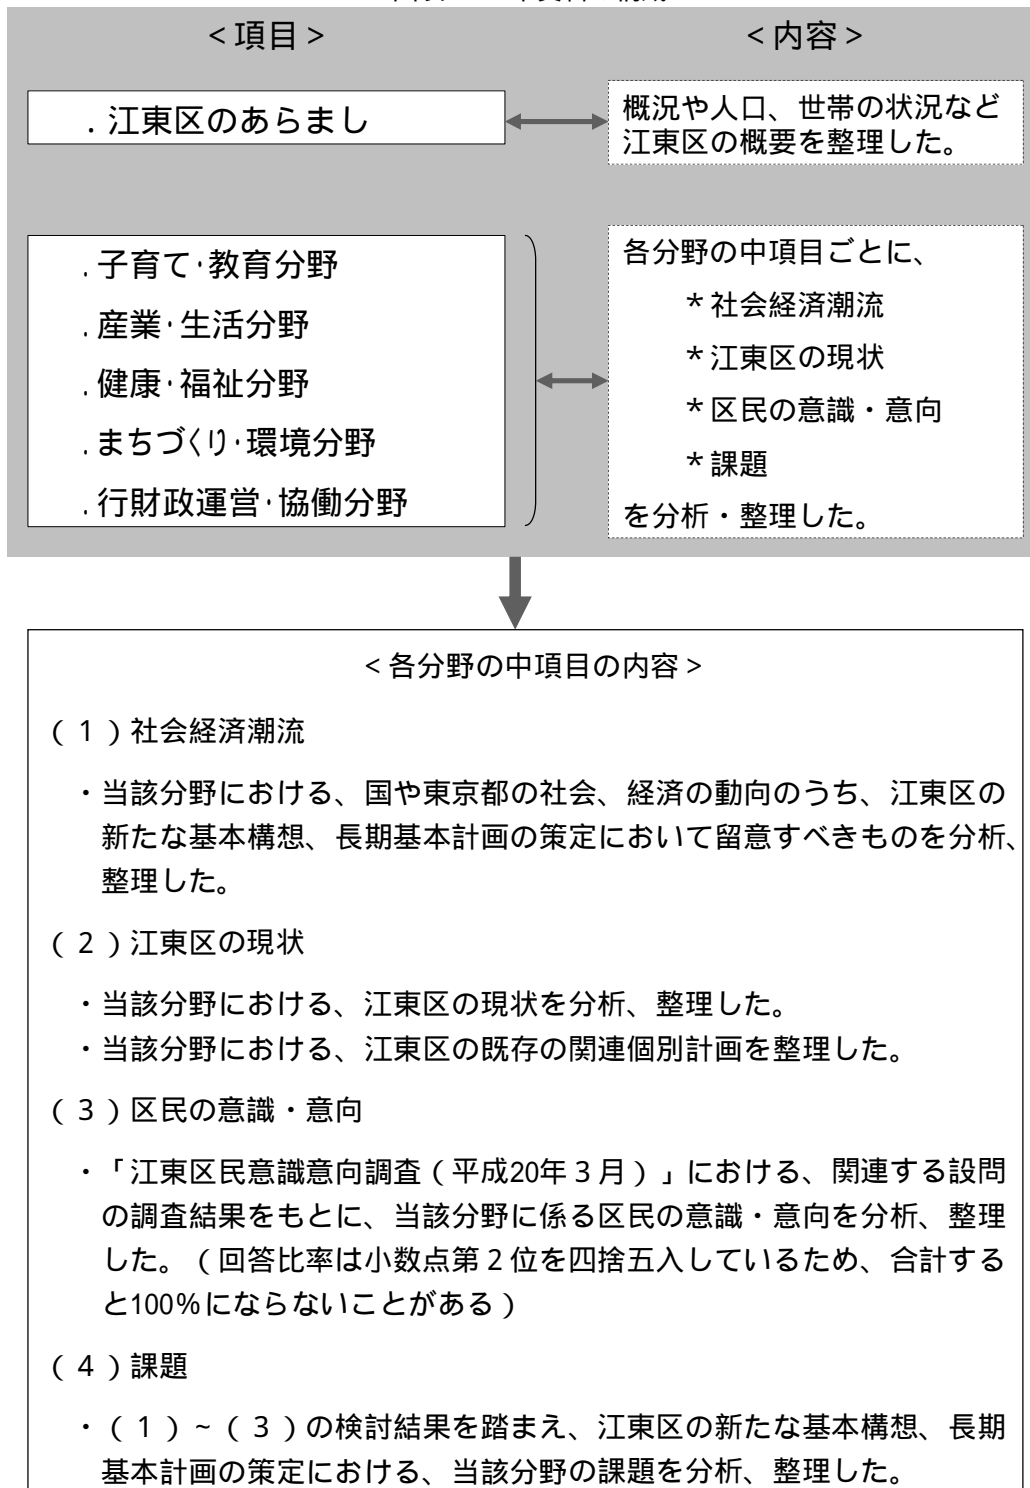 <項目>
<内容>
.江東区のあらまし
概況や人口、世帯の状況など
江東区の概要を整理した。
.子育て・教育分野
.産業・生活分野
.健康・福祉分野
.まちづくり・環境分野
.行財政運営・協働分野
各分野の中項目ごとに、
*社会経済潮流
*江東区の現状
*区民の意識・意向
*課題
を分析・整理した。
<各分野の中項目の内容>
(1)社会経済潮流
・当該分野における、国や東京都の社会、経済の動向のうち、江東区の
新たな基本構想、長期基本計画の策定において留意すべきものを分析、
整理した。
(2)江東区の現状
・当該分野における、江東区の現状を分析、整理した。
・当該分野における、江東区の既存の関連個別計画を整理した。
(3)区民の意識・意向
・「江東区民意識意向調査(平成20年3月)」における、関連する設問
の調査結果をもとに、当該分野に係る区民の意識・意向を分析、整理
した。(回答比率は小数点第2位を四捨五入しているため、合計する
と100%にならないことがある)
(4)課題
・(1)~(3)の検討結果を踏まえ、江東区の新たな基本構想、長期
基本計画の策定における、当該分野の課題を分析、整理した。